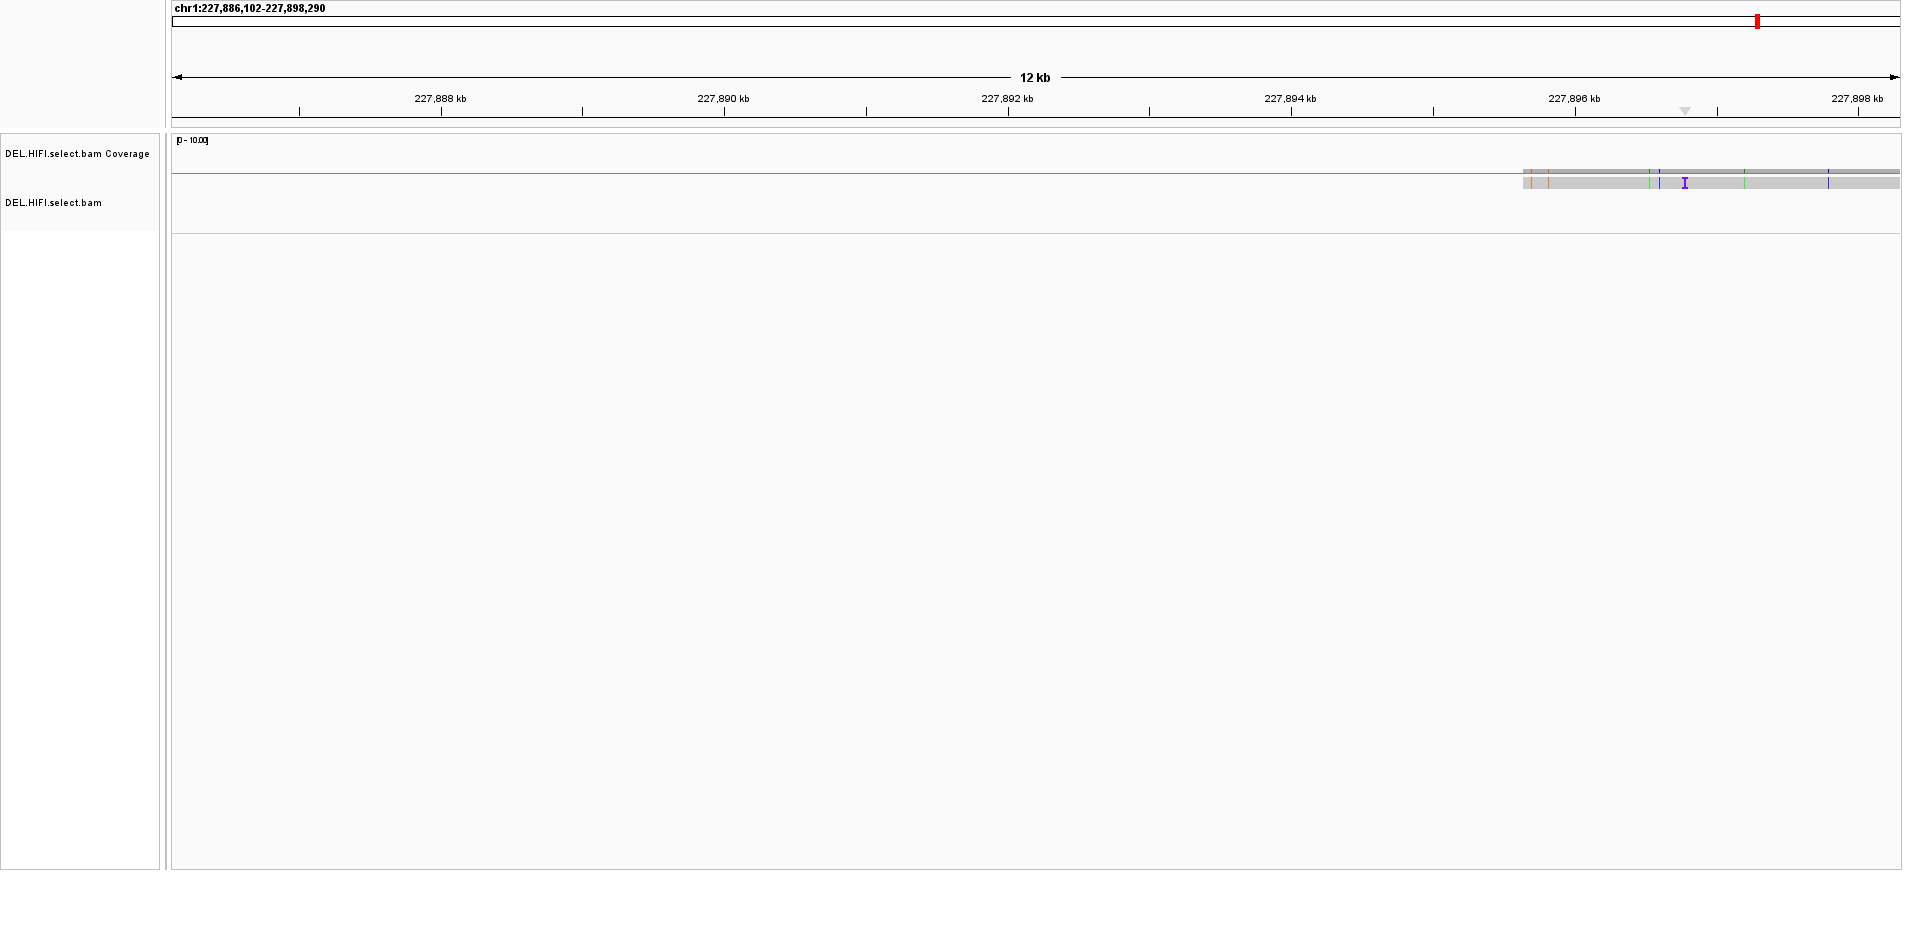 chr1:227,886,102-227,898,290
12 kb
227,888 kb 227,890 kb 227,892 kb 227,894 kb 227,896 kb 227,898 kb
[0 - 10.00]
DEL.HIFI.select.bam Coverage
DEL.HIFI.select.bam